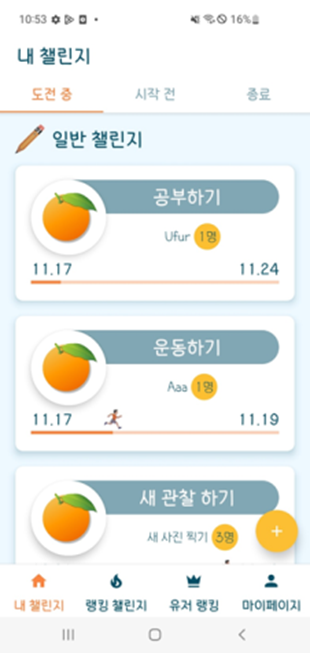 10:53 16%
내 챌린지
도전 중 시작 전 종료
일반 챌린지
공부하기
Ufur 1명
11.17 11.24
운동하기
Aaa 1명
11.17 11.19
새 관찰 하기
새 사진 찍기 3명
+
내 챌린지 랭킹 챌린지 유저 랭킹 마이페이지